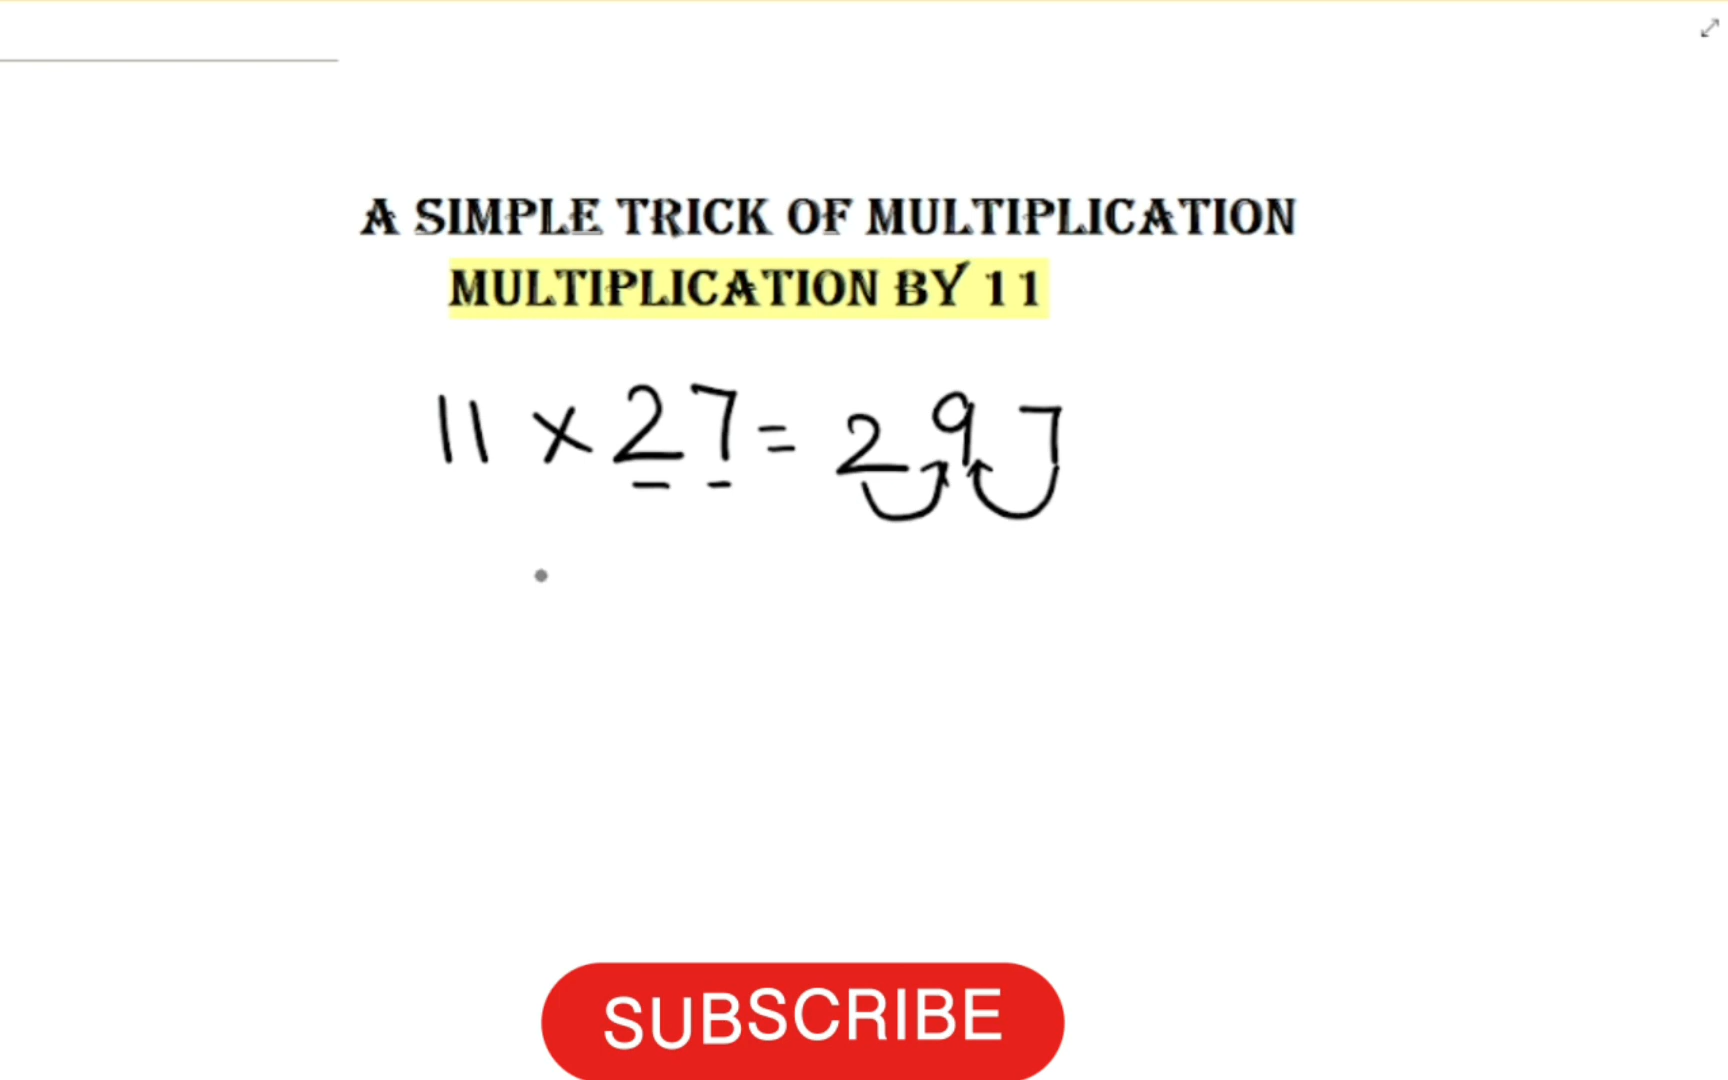 A SIMPLE TRICK OF MULTIPLICATION
MULTIPLICATION BY 11
11 × 27 = 297
SUBSCRIBE